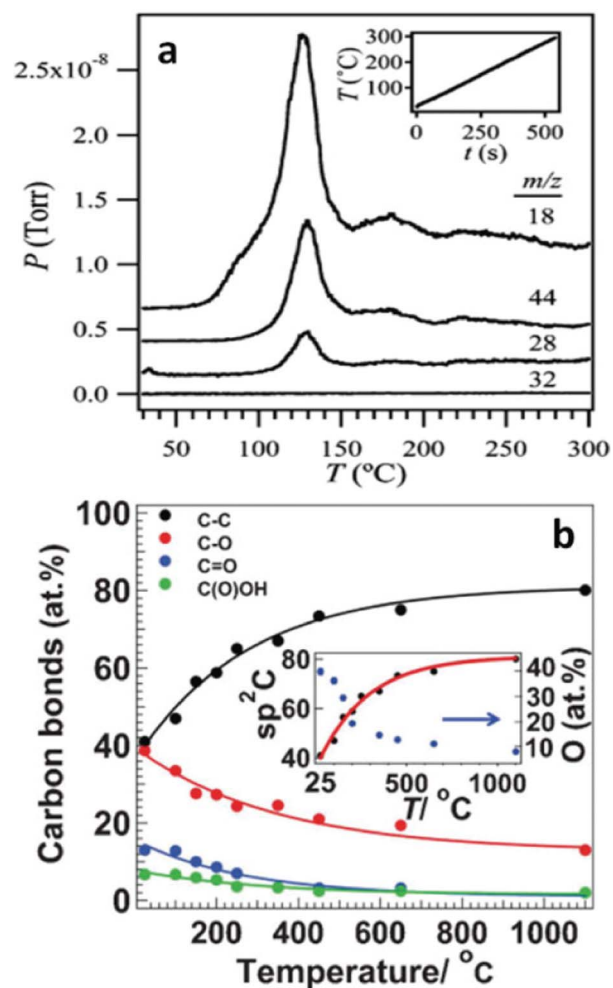 a
P (Torr)
2.5x10⁻⁸
2.0
1.5
1.0
0.5
0.0
T (°C)
300
200
100
0 250 500
t (s)
m/z
18
44
28
32
50 100 150 200 250 300
T (ºC)
b
Carbon bonds (at.%)
100
80
60
40
20
0
C-C
C-O
C=O
C(O)OH
sp²C
80
60
40
O (at.%)
40
30
20
10
25 500 1000
T/ °C
200 400 600 800 1000
Temperature/ °C